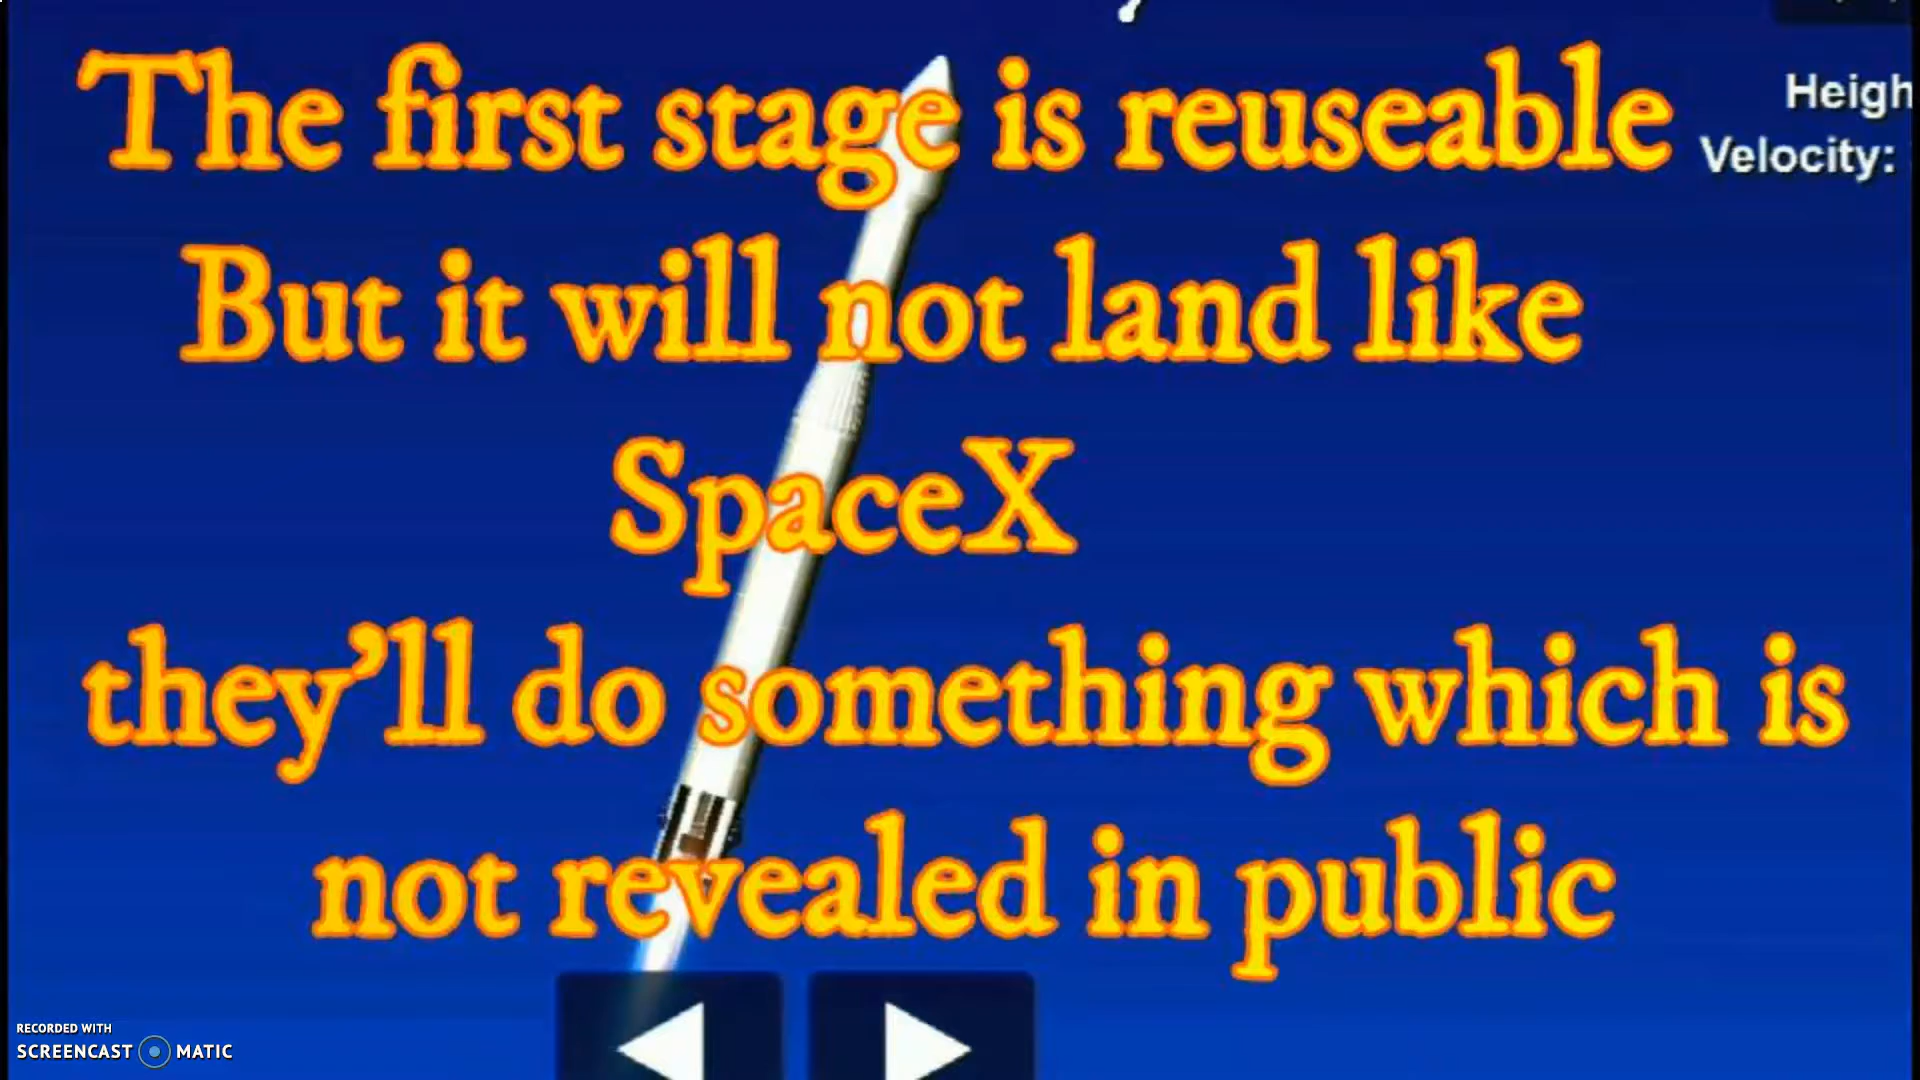 The first stage is reuseable
Heigh
Velocity:
But it will not land like
SpaceX
they'll do something which is
not revealed in public
RECORDED WITH
SCREENCAST MATIC